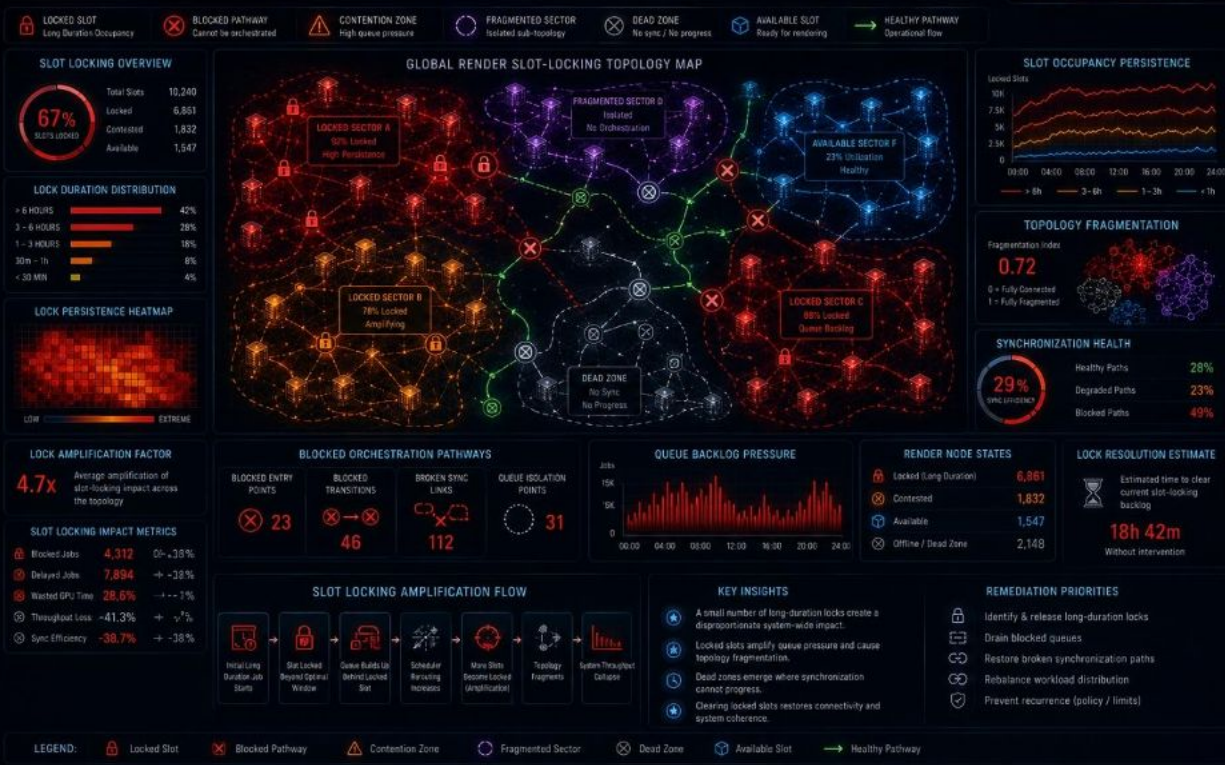 LOCKED SLOT
Long Duration Occupancy
BLOCKED PATHWAY
Cannot be orchestrated
CONTENTION ZONE
High queue pressure
FRAGMENTED SECTOR
Isolated sub-topology
DEAD ZONE
No sync / No progress
AVAILABLE SLOT
Ready for rendering
HEALTHY PATHWAY
Operational flow
SLOT LOCKING OVERVIEW
67%
SLOTS LOCKED
Total Slots 10,240
Locked 6,851
Contested 1,832
Available 1,547
LOCK DURATION DISTRIBUTION
> 6 HOURS 42%
3 - 6 HOURS 28%
1 - 3 HOURS 18%
30m - 1h 8%
< 30 MIN 4%
LOCK PERSISTENCE HEATMAP
LOW EXTREME
GLOBAL RENDER SLOT-LOCKING TOPOLOGY MAP
LOCKED SECTOR A
92% Locked
High Persistence
FRAGMENTED SECTOR D
Isolated
No Orchestration
AVAILABLE SECTOR F
23% Utilization
Healthy
LOCKED SECTOR B
78% Locked
Amplifying
LOCKED SECTOR C
Locked
Queue Backlog
DEAD ZONE
No Sync
No Progress
SLOT OCCUPANCY PERSISTENCE
Locked Slots
10K
7.5K
5K
2.5K
0
00:00 04:00 08:00 12:00 16:00 20:00 24:00
> 6h 3-6h 1-3h < 1h
TOPOLOGY FRAGMENTATION
Fragmentation Index
0.72
0 = Fully Connected
1 = Fully Fragmented
SYNCHRONIZATION HEALTH
29%
SYNC EFFICIENCY
Healthy Paths 28%
Degraded Paths 23%
Blocked Paths 49%
LOCK AMPLIFICATION FACTOR
4.7x
Average amplification of
slot-locking impact across
the topology
SLOT LOCKING IMPACT METRICS
Blocked Jobs 4,312
Delayed Jobs 7,894
Wasted GPU Time 28.6%
Throughput Loss -41.3%
Sync Efficiency -38.7% -38%
BLOCKED ORCHESTRATION PATHWAYS
BLOCKED ENTRY
POINTS
23
BLOCKED
TRANSITIONS
46
BROKEN SYNC
LINKS
112
QUEUE ISOLATION
POINTS
31
QUEUE BACKLOG PRESSURE
Jobs
15K
5K
0
00:00 04:00 08:00 12:00 16:00 20:00 24:00
RENDER NODE STATES
Locked (Long Duration) 6,861
Contested 1,832
Available 1,547
Offline / Dead Zone 2,148
LOCK RESOLUTION ESTIMATE
Estimated time to clear
current slot-locking
backlog
18h 42m
Without intervention
SLOT LOCKING AMPLIFICATION FLOW
Initial Long
Duration Job
Starts
Slot Locked
Beyond Optimal
Window
Queue Builds Up
Behind Locked
Slot
Scheduler
Rerouting
Increases
More Slots
Become Locked
(Amplification)
Topology
Fragments
System Throughput
Collapse
KEY INSIGHTS
A small number of long-duration locks create a
disproportionate system-wide impact.
Locked slots amplify queue pressure and cause
topology fragmentation.
Dead zones emerge where synchronization
cannot progress.
Clearing locked slots restores connectivity and
system coherence.
REMEDIATION PRIORITIES
Identify & release long-duration locks
Drain blocked queues
Restore broken synchronization paths
Rebalance workload distribution
Prevent recurrence (policy / limits)
LEGEND: Locked Slot Blocked Pathway Contention Zone Fragmented Sector Dead Zone Available Slot Healthy Pathway